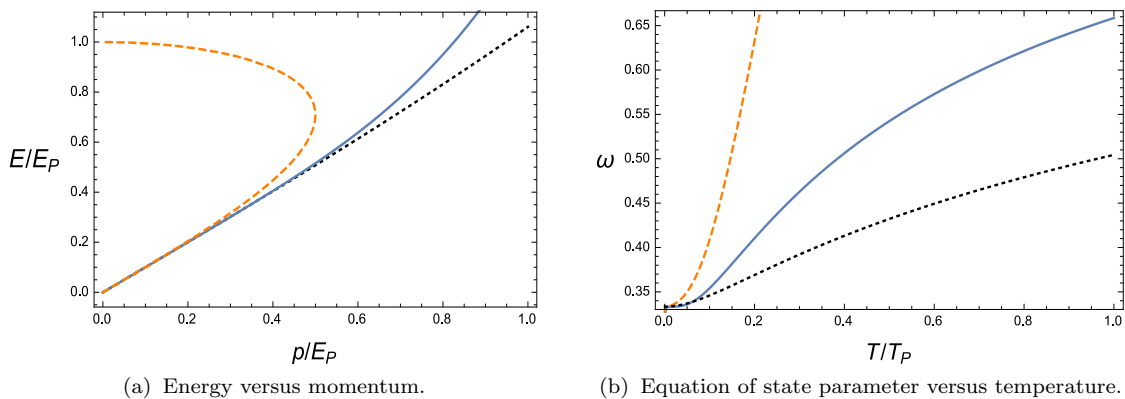 1.0
0.8
0.6
0.4
0.2
0.0
E/E_P
0.0 0.2 0.4 0.6 0.8 1.0
p/E_P
(a) Energy versus momentum.
0.65
0.60
0.55
0.50
0.45
0.40
0.35
ω
0.0 0.2 0.4 0.6 0.8 1.0
T/T_P
(b) Equation of state parameter versus temperature.